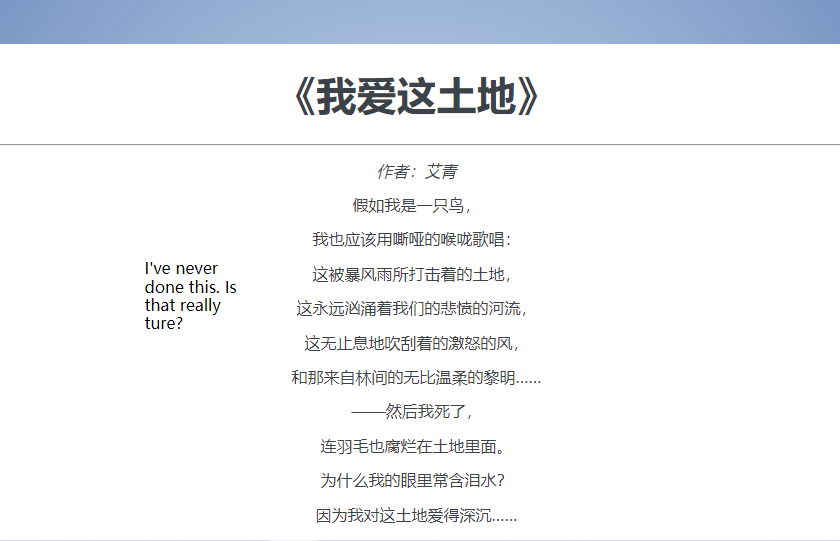 《我爱这土地》
作者：艾青
假如我是一只鸟，
我也应该用嘶哑的喉咙歌唱：
这被暴风雨所打击着的土地，
这永远汹涌着我们的悲愤的河流，
这无止息地吹刮着的激怒的风，
和那来自林间的无比温柔的黎明……
——然后我死了，
连羽毛也腐烂在土地里面。
为什么我的眼里常含泪水？
因为我对这土地爱得深沉……
I've never
done this. Is
that really
ture?